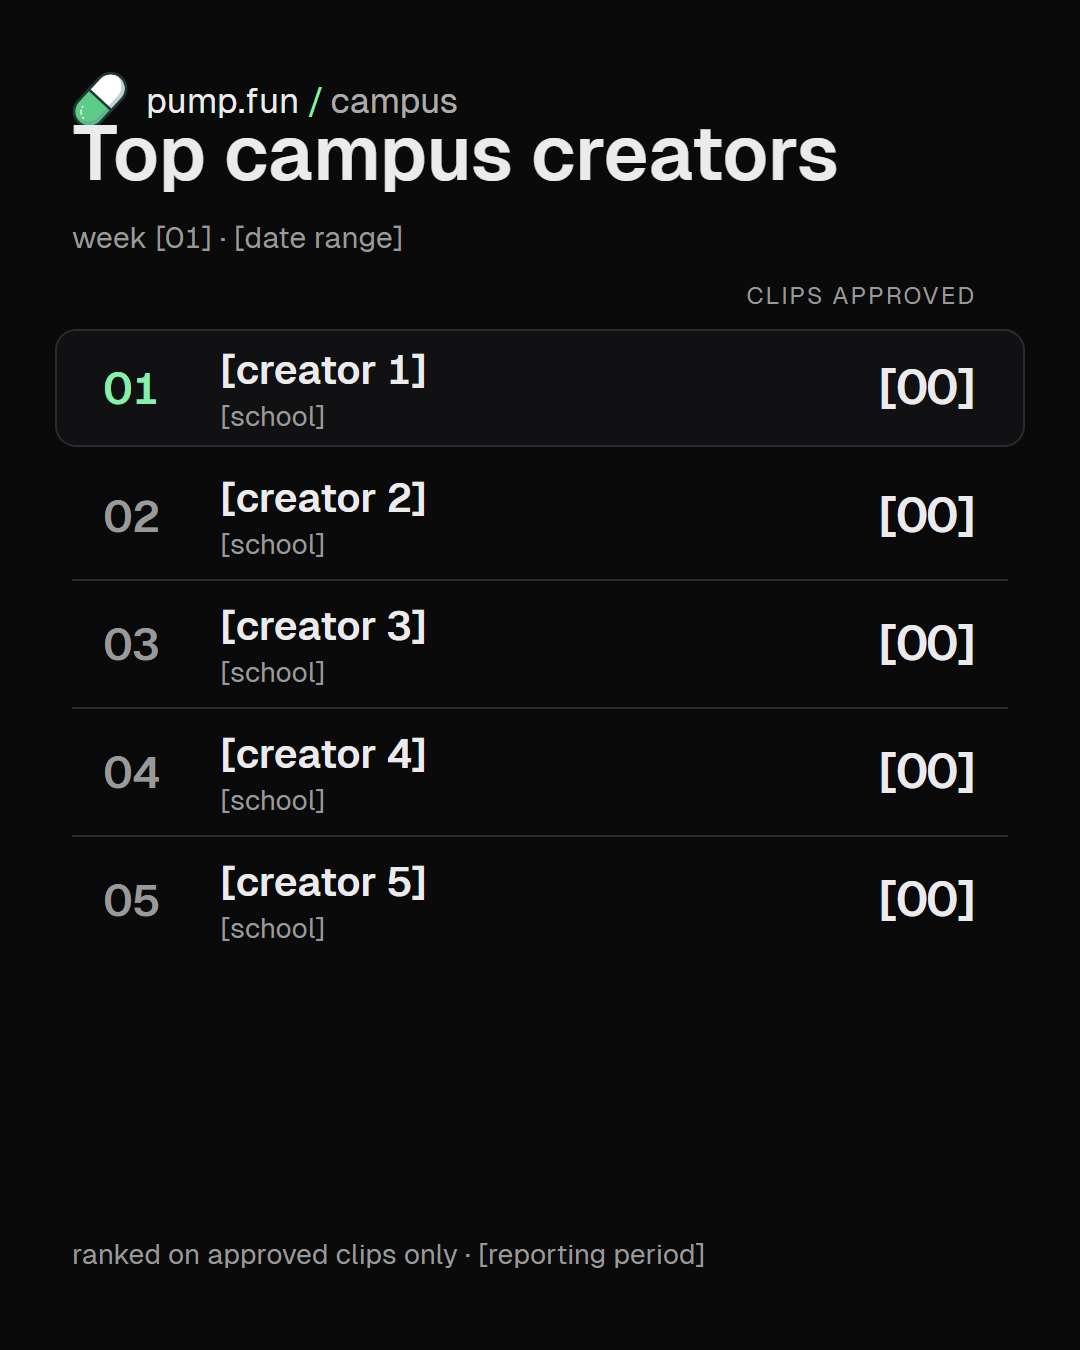 pump.fun / campus
Top campus creators
week [01] · [date range]
CLIPS APPROVED
01 [creator 1] [00]
[school]
02 [creator 2] [00]
[school]
03 [creator 3] [00]
[school]
04 [creator 4] [00]
[school]
05 [creator 5] [00]
[school]
ranked on approved clips only · [reporting period]